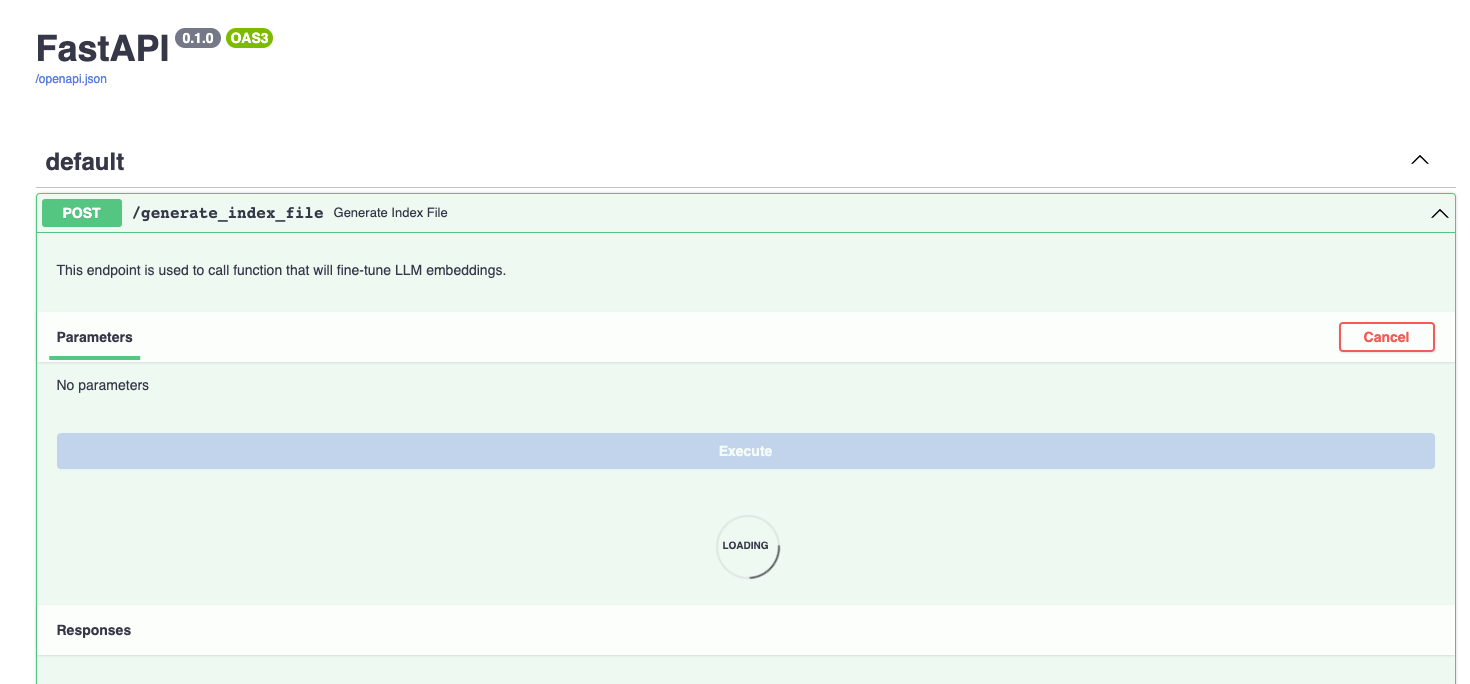 FastAPI 0.1.0 OAS3
/openapi.json
default
POST /generate_index_file Generate Index File
This endpoint is used to call function that will fine-tune LLM embeddings.
Parameters Cancel
No parameters
Execute
LOADING
Responses